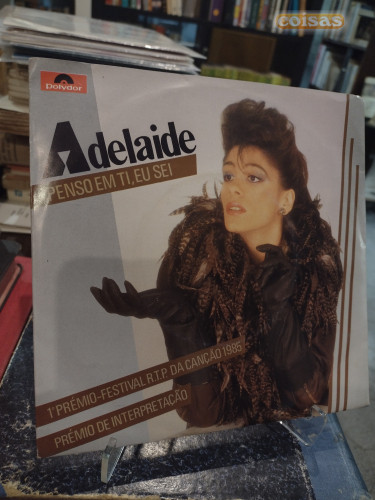 coisas
Polydor
Adelaide
PENSO EM TI, EU SEI
1º PRÉMIO-FESTIVAL R.T.P. DA CANÇÃO 1985
PRÉMIO DE INTERPRETAÇÃO